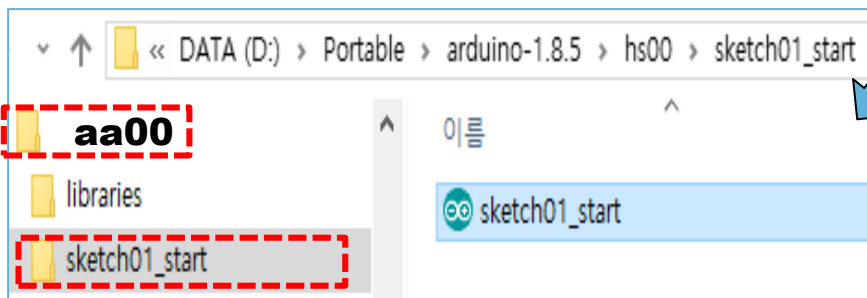 « DATA (D:) › Portable › arduino-1.8.5 › hs00 › sketch01_start
aa00
이름
libraries
sketch01_start
sketch01_start